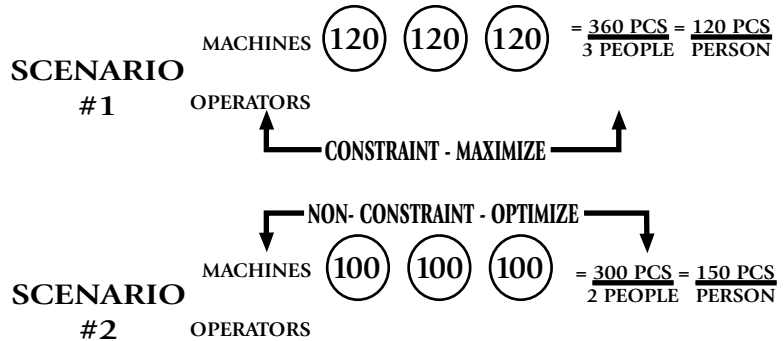 MACHINES 120 120 120 = 360 PCS = 120 PCS
3 PEOPLE PERSON
SCENARIO
#1
OPERATORS
CONSTRAINT - MAXIMIZE
NON- CONSTRAINT - OPTIMIZE
MACHINES 100 100 100 = 300 PCS = 150 PCS
2 PEOPLE PERSON
SCENARIO
#2
OPERATORS